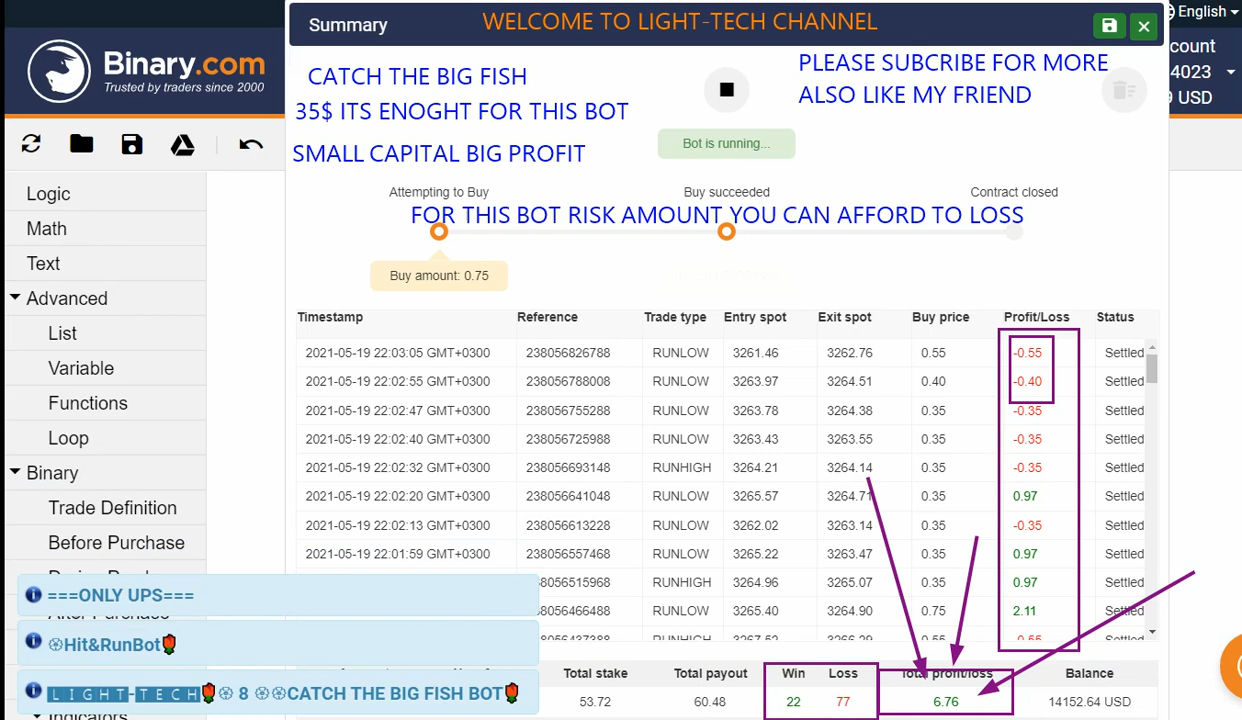 WELCOME TO LIGHT-TECH CHANNEL
Summary
English
Binary.com
Trusted by traders since 2000
count
4023
USD
CATCH THE BIG FISH
35$ ITS ENOGHT FOR THIS BOT
SMALL CAPITAL BIG PROFIT
PLEASE SUBCRIBE FOR MORE
ALSO LIKE MY FRIEND
Bot is running...
Attempting to Buy Buy succeeded Contract closed
FOR THIS BOT RISK AMOUNT YOU CAN AFFORD TO LOSS
Buy amount: 0.75
Logic
Math
Text
Advanced
List
Variable
Functions
Loop
Binary
Trade Definition
Before Purchase
Timestamp Reference Trade type Entry spot Exit spot Buy price Profit/Loss Status
2021-05-19 22:03:05 GMT+0300 238056826788 RUNLOW 3261.46 3262.76 0.55 -0.55 Settled
2021-05-19 22:02:55 GMT+0300 238056788008 RUNLOW 3263.97 3264.51 0.40 -0.40 Settled
2021-05-19 22:02:47 GMT+0300 238056755288 RUNLOW 3263.78 3264.38 0.35 -0.35 Settled
2021-05-19 22:02:40 GMT+0300 238056725988 RUNLOW 3263.43 3263.55 0.35 -0.35 Settled
2021-05-19 22:02:32 GMT+0300 238056693148 RUNHIGH 3264.21 3264.14 0.35 -0.35 Settled
2021-05-19 22:02:20 GMT+0300 238056641048 RUNLOW 3265.57 3264.71 0.35 0.97 Settled
2021-05-19 22:02:13 GMT+0300 238056613228 RUNLOW 3262.02 3263.14 0.35 -0.35 Settled
2021-05-19 22:01:59 GMT+0300 238056557468 RUNLOW 3265.22 3263.47 0.35 0.97 Settled
8056515968 RUNHIGH 3264.96 3265.07 0.35 0.97 Settled
8056466488 RUNLOW 3265.40 3264.90 0.75 2.11 Settled
===ONLY UPS===
After Purchase
🏵Hit&RunBot🌹
LIGHT-TECH🌹🏵 8 🏵🏵CATCH THE BIG FISH BOT🌹
Indicators
Total stake Total payout Win Loss Total profit/loss Balance
53.72 60.48 22 77 6.76 14152.64 USD